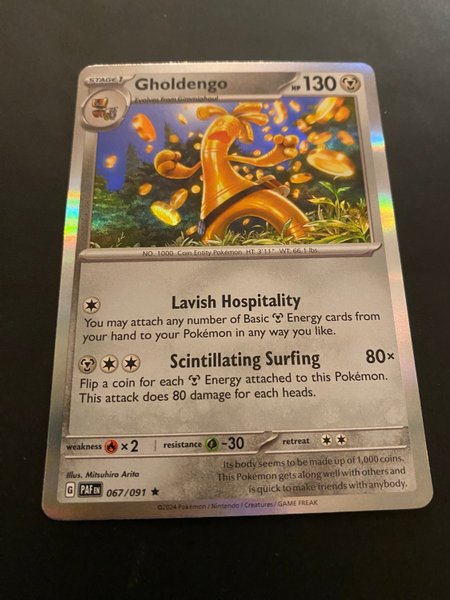 STAGE 1
Gholdengo
HP 130
Evolves from Gimmighoul
NO. 1000 Coin Entity Pokémon HT: 3'11" WT: 66.1 lbs
Lavish Hospitality
You may attach any number of Basic Energy cards from
your hand to your Pokémon in any way you like.
Scintillating Surfing 80×
Flip a coin for each Energy attached to this Pokémon.
This attack does 80 damage for each heads.
weakness × 2 resistance -30 retreat
Illus. Mitsuhiro Arita
Its body seems to be made up of 1,000 coins.
This Pokémon gets along well with others and
is quick to make friends with anybody.
G PAF EN 067/091 ★
©2024 Pokémon / Nintendo / Creatures / GAME FREAK